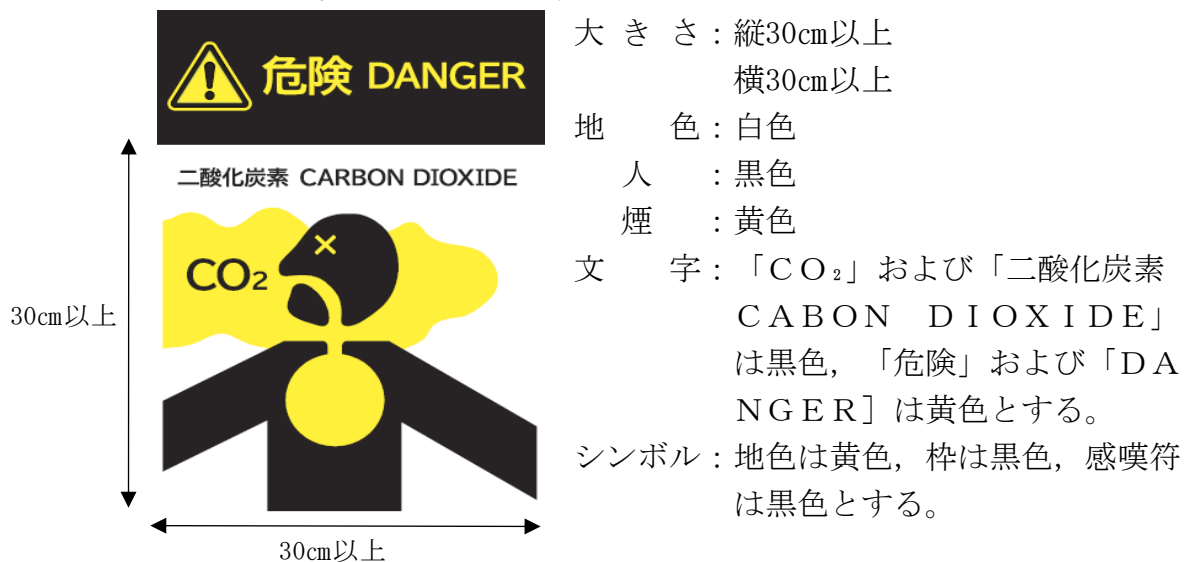 危険 DANGER
二酸化炭素 CARBON DIOXIDE
CO₂
30cm以上
30cm以上
大きさ：縦30㎝以上
横30㎝以上
地　色：白色
人　：黒色
煙　：黄色
文　字：「ＣＯ₂」および「二酸化炭素
ＣＡＢＯＮ　ＤＩＯＸＩＤＥ」
は黒色，「危険」および「ＤＡ
ＮＧＥＲ］は黄色とする。
シンボル：地色は黄色，枠は黒色，感嘆符
は黒色とする。